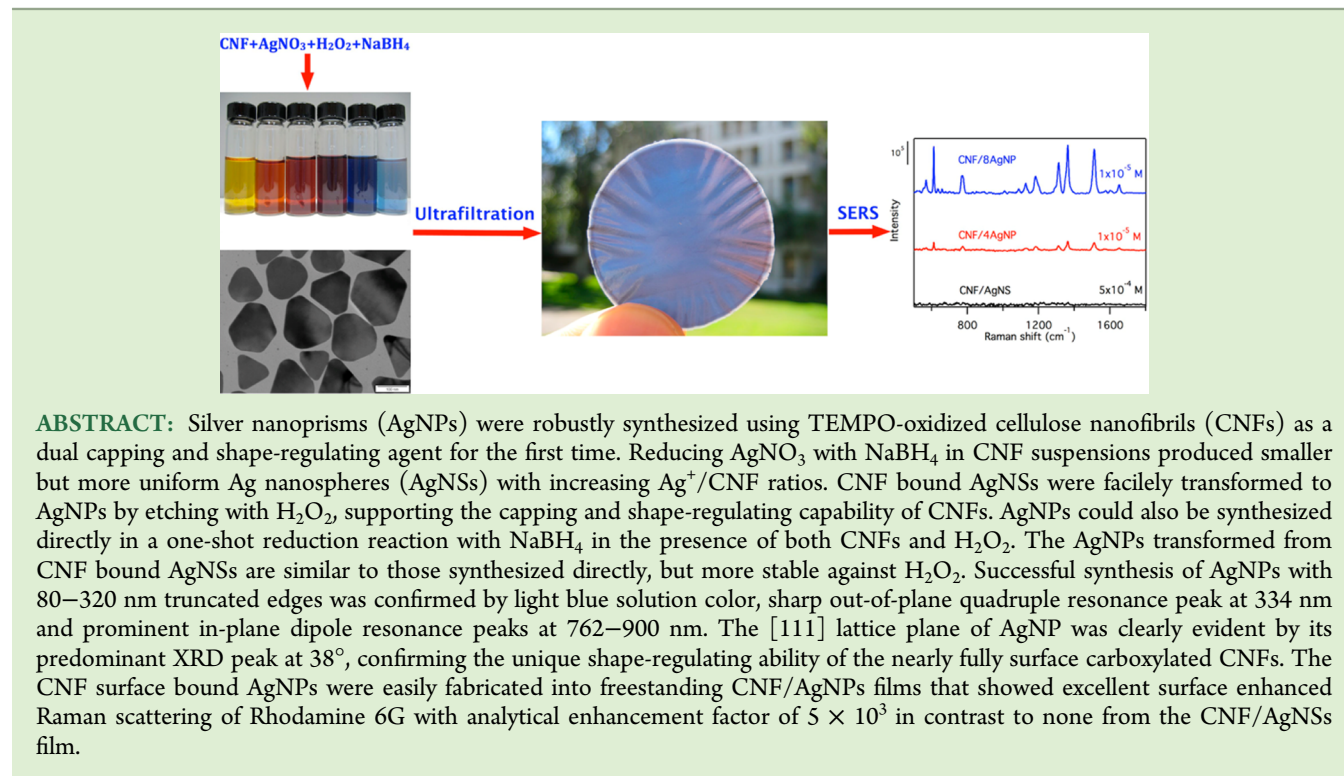 CNF+AgNO₃+H₂O₂+NaBH₄
Ultrafiltration
SERS
10⁵
Intensity
CNF/8AgNP
1x10⁻⁵ M
CNF/4AgNP
1x10⁻⁵ M
CNF/AgNS
5x10⁻⁴ M
800
1200
1600
Raman shift (cm⁻¹)
ABSTRACT: Silver nanoprisms (AgNPs) were robustly synthesized using TEMPO-oxidized cellulose nanofibrils (CNFs) as a
dual capping and shape-regulating agent for the first time. Reducing AgNO₃ with NaBH₄ in CNF suspensions produced smaller
but more uniform Ag nanospheres (AgNSs) with increasing Ag⁺/CNF ratios. CNF bound AgNSs were facilely transformed to
AgNPs by etching with H₂O₂, supporting the capping and shape-regulating capability of CNFs. AgNPs could also be synthesized
directly in a one-shot reduction reaction with NaBH₄ in the presence of both CNFs and H₂O₂. The AgNPs transformed from
CNF bound AgNSs are similar to those synthesized directly, but more stable against H₂O₂. Successful synthesis of AgNPs with
80−320 nm truncated edges was confirmed by light blue solution color, sharp out-of-plane quadruple resonance peak at 334 nm
and prominent in-plane dipole resonance peaks at 762−900 nm. The [111] lattice plane of AgNP was clearly evident by its
predominant XRD peak at 38°, confirming the unique shape-regulating ability of the nearly fully surface carboxylated CNFs. The
CNF surface bound AgNPs were easily fabricated into freestanding CNF/AgNPs films that showed excellent surface enhanced
Raman scattering of Rhodamine 6G with analytical enhancement factor of 5 × 10³ in contrast to none from the CNF/AgNSs
film.